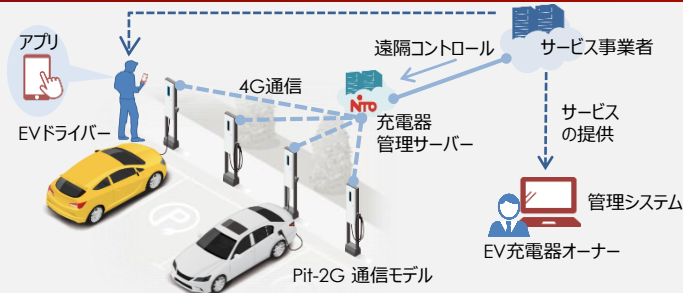 アプリ
EVドライバー
4G通信
遠隔コントロール
サービス事業者
NiTO
充電器
管理サーバー
サービス
の提供
管理システム
EV充電器オーナー
Pit-2G 通信モデル